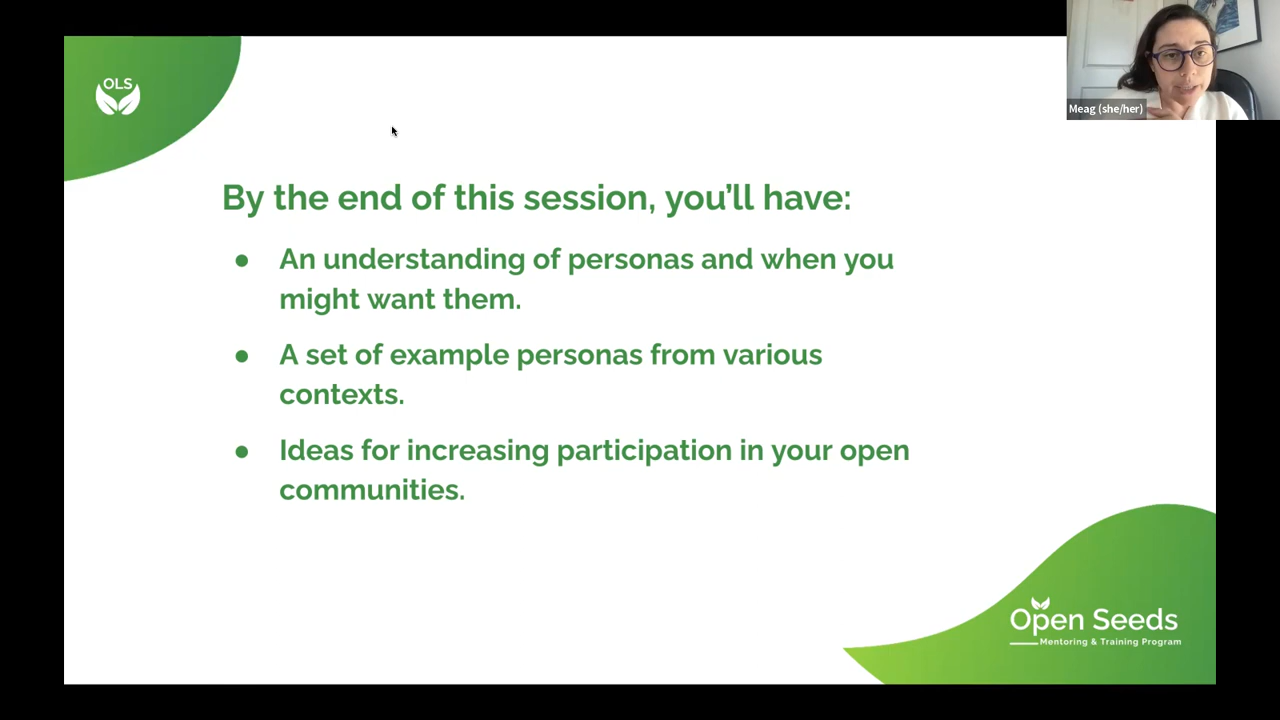 OLS
Meag (she/her)
By the end of this session, you’ll have:
● An understanding of personas and when you
might want them.
● A set of example personas from various
contexts.
● Ideas for increasing participation in your open
communities.
Open Seeds
Mentoring & Training Program